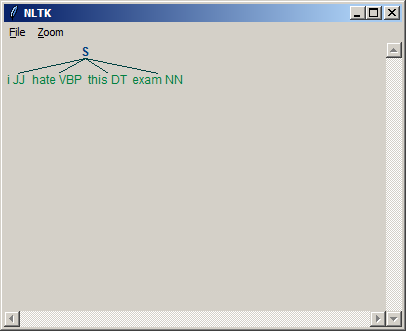 NLTK
File Zoom
S
i JJ hate VBP this DT exam NN